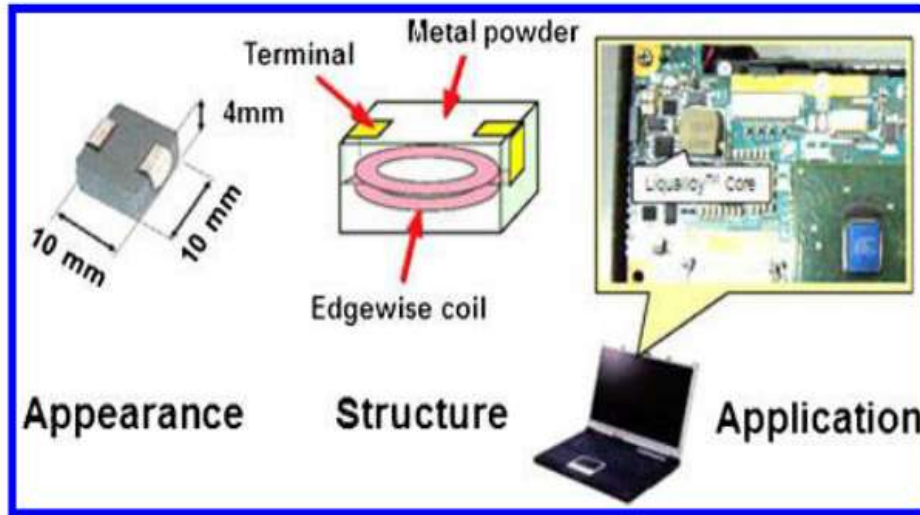 Metal powder
Terminal
4mm
10 mm
10 mm
Liqualloy™ Core
Edgewise coil
Appearance
Structure
Application